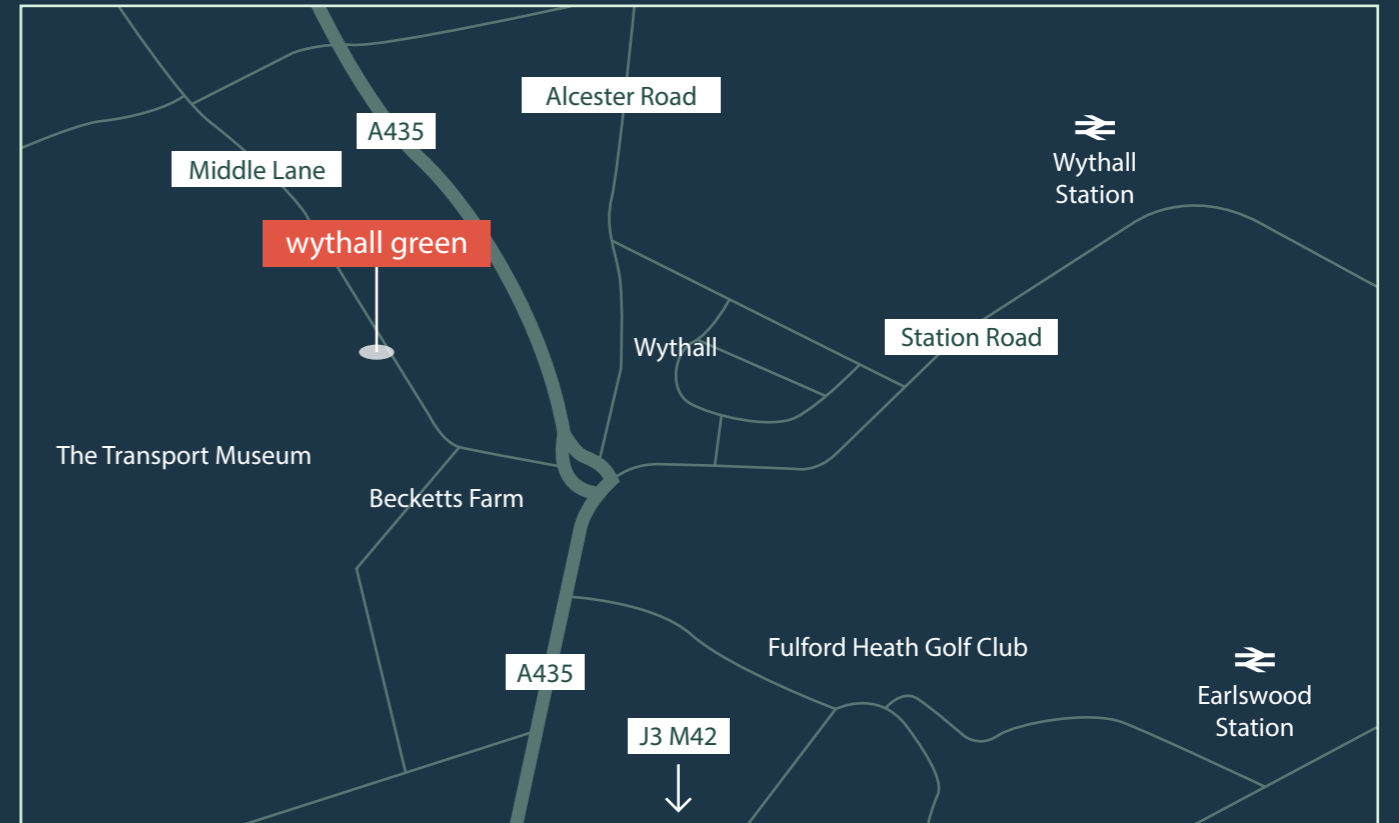 Alcester Road
A435
Wythall
Station
Middle Lane
wythall green
Station Road
Wythall
The Transport Museum
Becketts Farm
Fulford Heath Golf Club
A435
Earlswood
Station
J3 M42